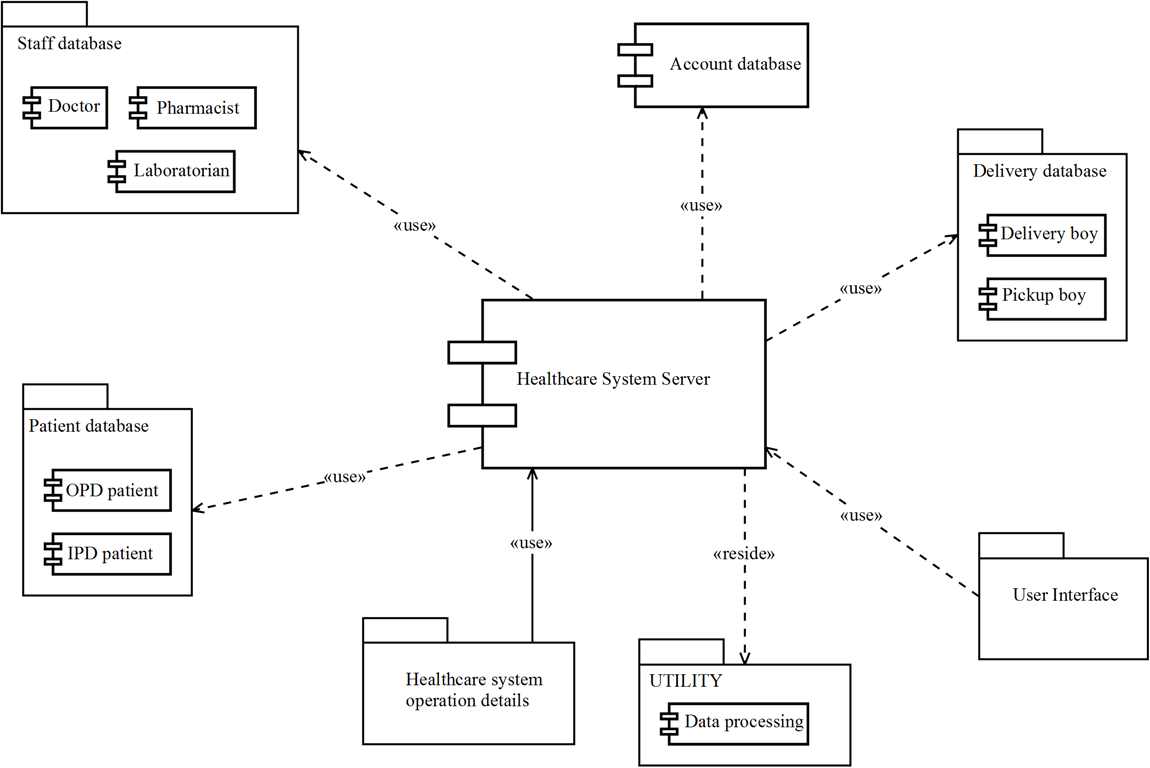 Staff database
Doctor
Pharmacist
Laboratorian
Account database
Delivery database
Delivery boy
Pickup boy
«use»
«use»
«use»
Healthcare System Server
Patient database
OPD patient
IPD patient
«use»
«use»
«reside»
«use»
User Interface
Healthcare system
operation details
UTILITY
Data processing